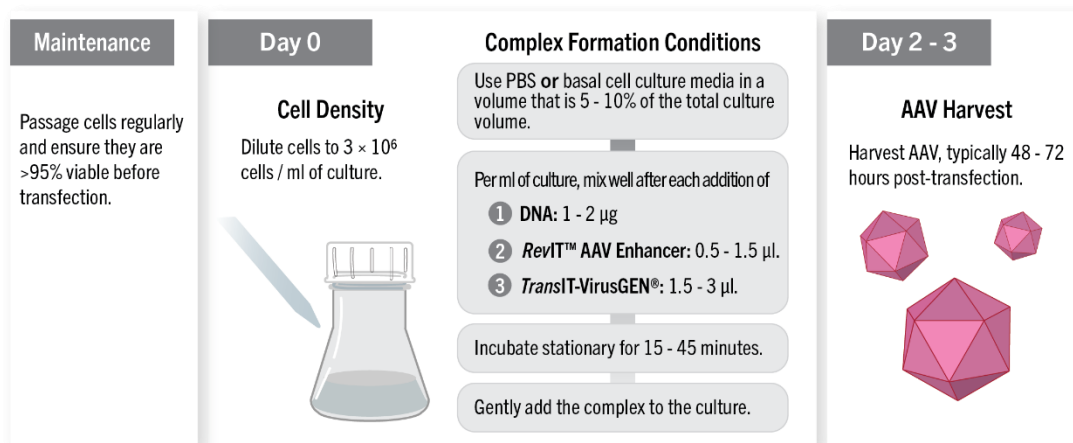 Maintenance
Passage cells regularly
and ensure they are
>95% viable before
transfection.
Day 0
Cell Density
Dilute cells to 3 × 10⁶
cells / ml of culture.
Complex Formation Conditions
Use PBS or basal cell culture media in a
volume that is 5 - 10% of the total culture
volume.
Per ml of culture, mix well after each addition of
1 DNA: 1 - 2 µg
2 RevIT™ AAV Enhancer: 0.5 - 1.5 µl.
3 TransIT-VirusGEN®: 1.5 - 3 µl.
Incubate stationary for 15 - 45 minutes.
Gently add the complex to the culture.
Day 2 - 3
AAV Harvest
Harvest AAV, typically 48 - 72
hours post-transfection.